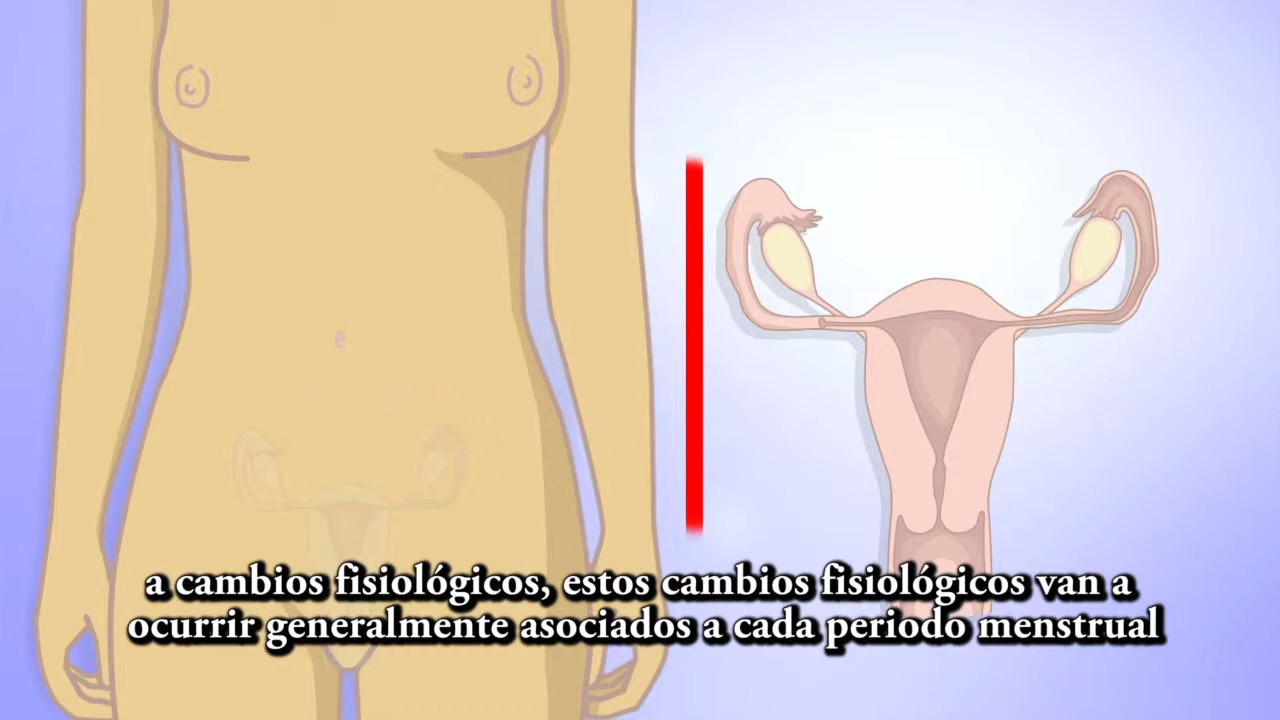 a cambios fisiológicos, estos cambios fisiológicos van a
ocurrir generalmente asociados a cada periodo menstrual